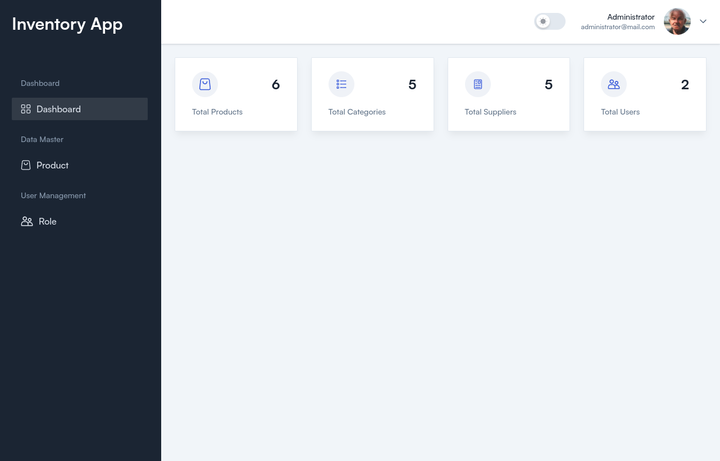 Inventory App
Dashboard
Dashboard
Data Master
Product
User Management
Role
Administrator
administrator@mail.com
6
Total Products
5
Total Categories
5
Total Suppliers
2
Total Users